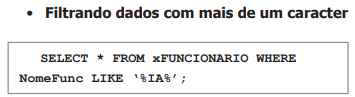 • Filtrando dados com mais de um caracter
SELECT * FROM xFUNCIONARIO WHERE
NomeFunc LIKE ‘%IA%’;